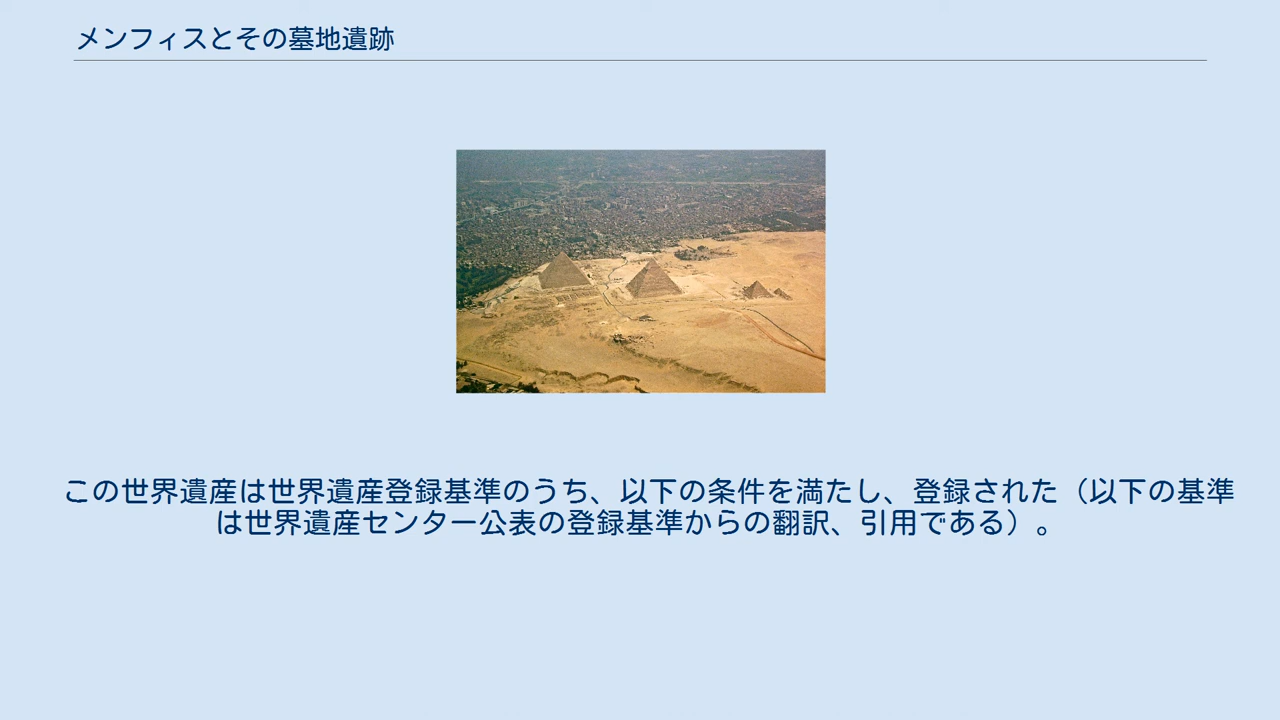 メンフィスとその墓地遺跡
この世界遺産は世界遺産登録基準のうち、以下の条件を満たし、登録された（以下の基準
は世界遺産センター公表の登録基準からの翻訳、引用である）。